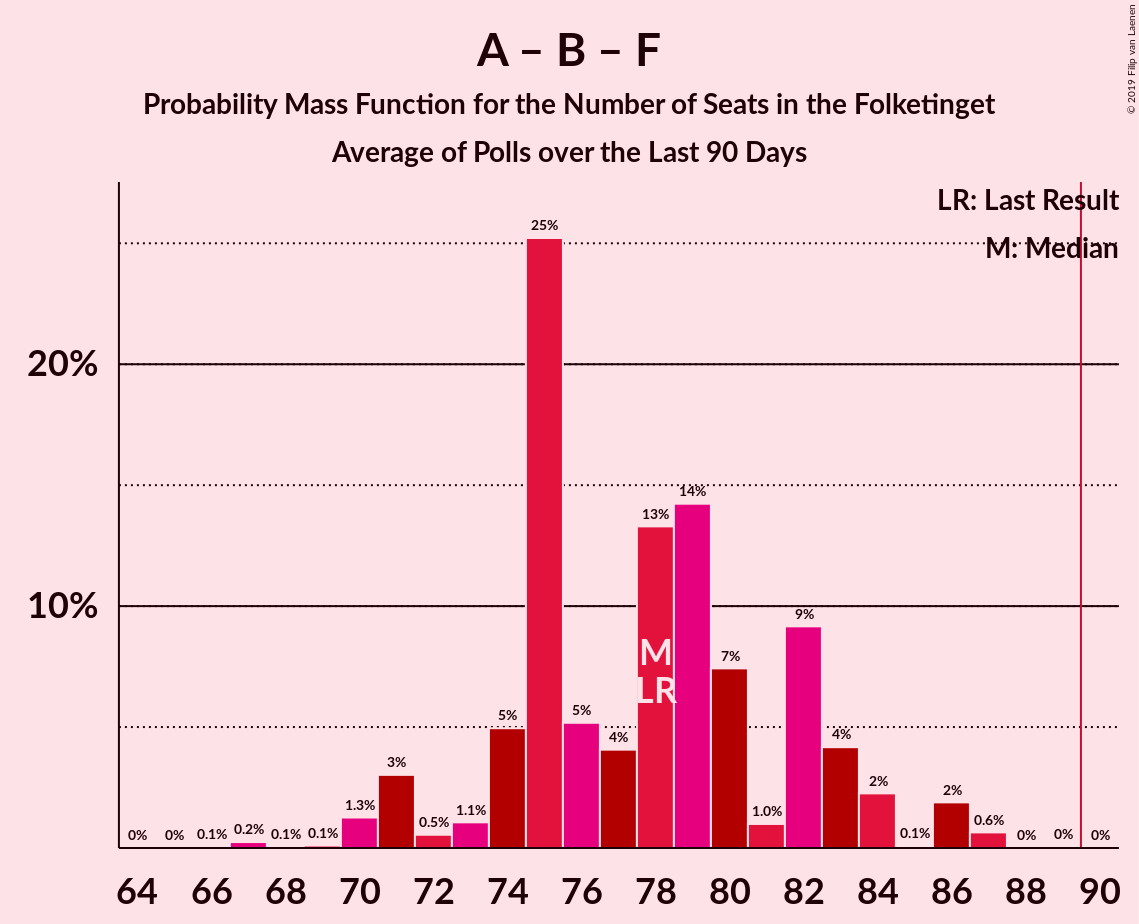 A – B – F
Probability Mass Function for the Number of Seats in the Folketinget
Average of Polls over the Last 90 Days
© 2019 Filip van Laenen
LR: Last Result
M: Median
20%
10%
0% 0% 0.1% 0.2% 0.1% 0.1% 1.3% 3% 0.5% 1.1% 5% 25% 5% 4% 13% 14% 7% 1.0% 9% 4% 2% 0.1% 2% 0.6% 0% 0% 0%
M
LR
64 66 68 70 72 74 76 78 80 82 84 86 88 90